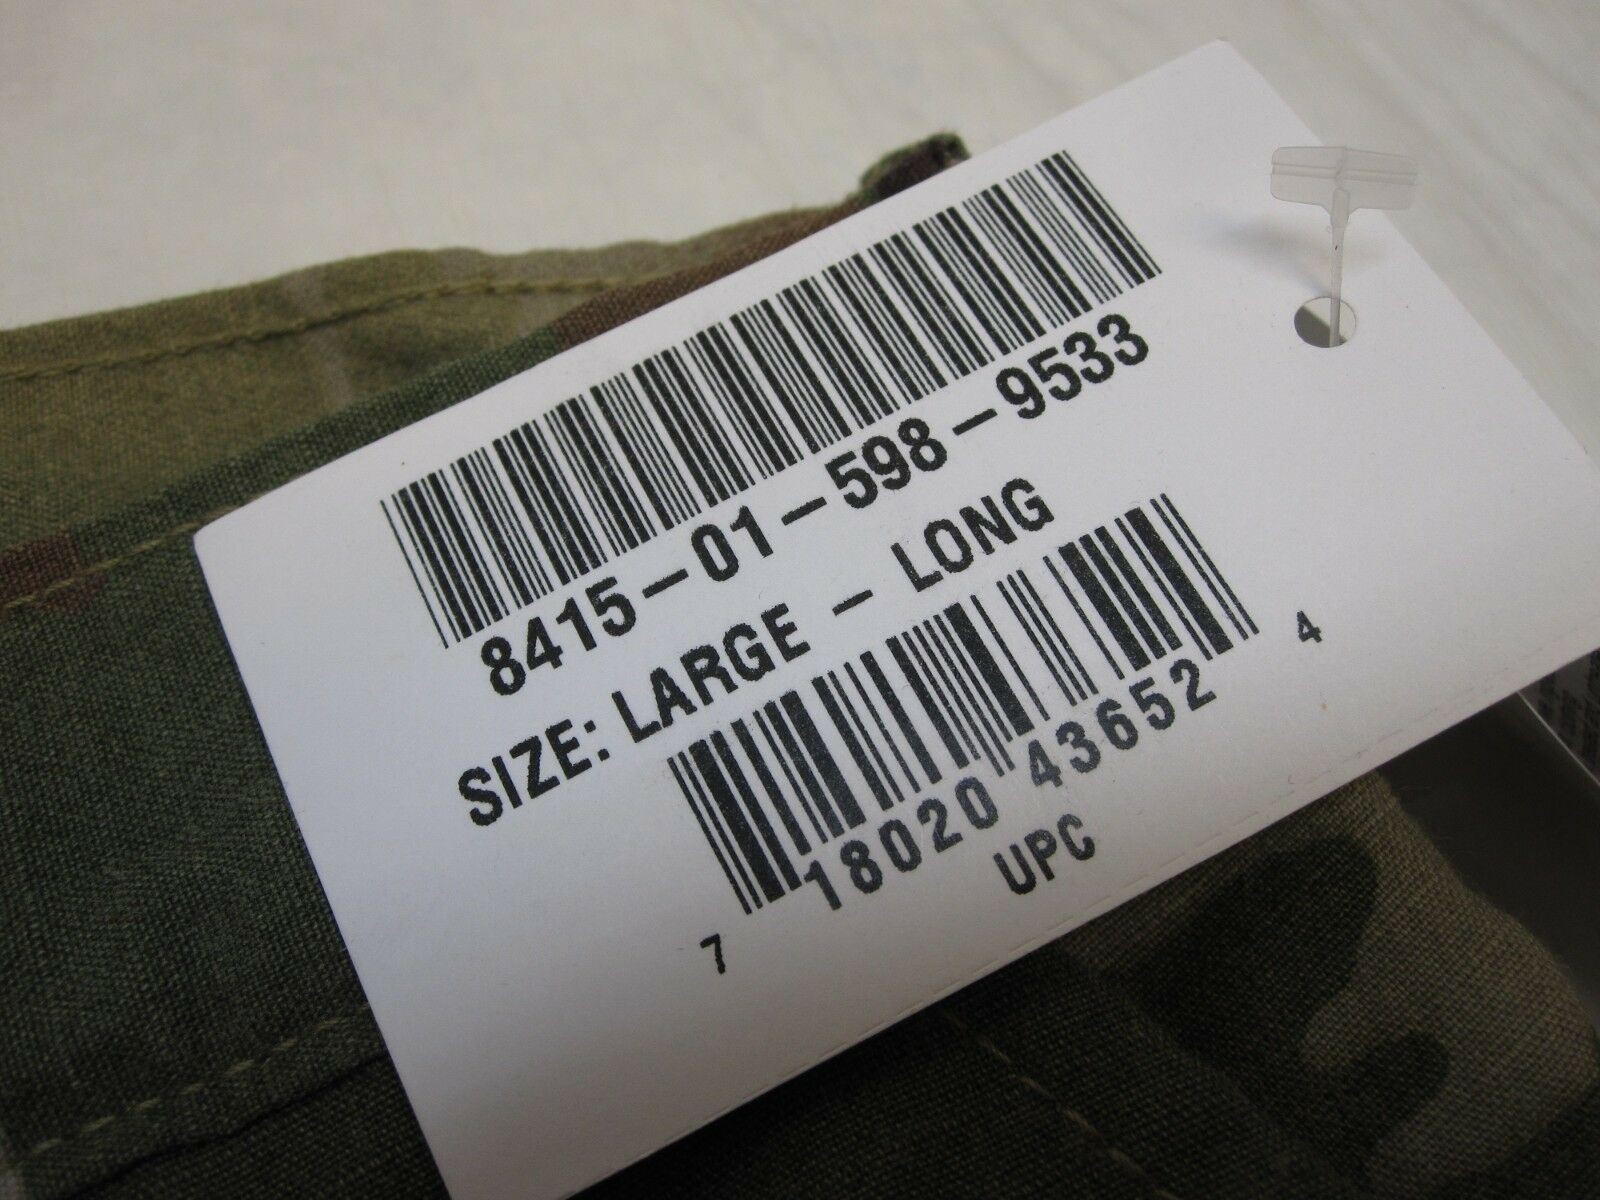 8415-01-598-9533
SIZE: LARGE - LONG
7 18020 43652 4
UPC